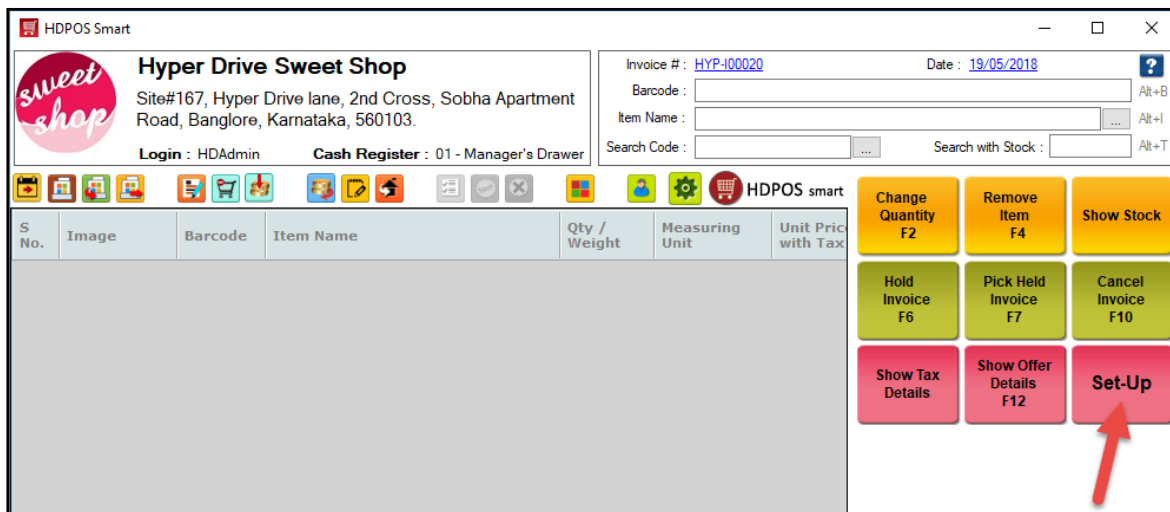 HDPOS Smart
sweet
shop
Hyper Drive Sweet Shop
Site#167, Hyper Drive lane, 2nd Cross, Sobha Apartment
Road, Banglore, Karnataka, 560103.
Login : HDAdmin Cash Register : 01 - Manager's Drawer
Invoice # : HYP-I00020 Date : 19/05/2018 ?
Barcode : Alt+B
Item Name : ... Alt+I
Search Code : ... Search with Stock : Alt+T
HDPOS smart
S
No.
Image
Barcode
Item Name
Qty /
Weight
Measuring
Unit
Unit Price
with Tax
Change
Quantity
F2
Remove
Item
F4
Show Stock
Hold
Invoice
F6
Pick Held
Invoice
F7
Cancel
Invoice
F10
Show Tax
Details
Show Offer
Details
F12
Set-Up